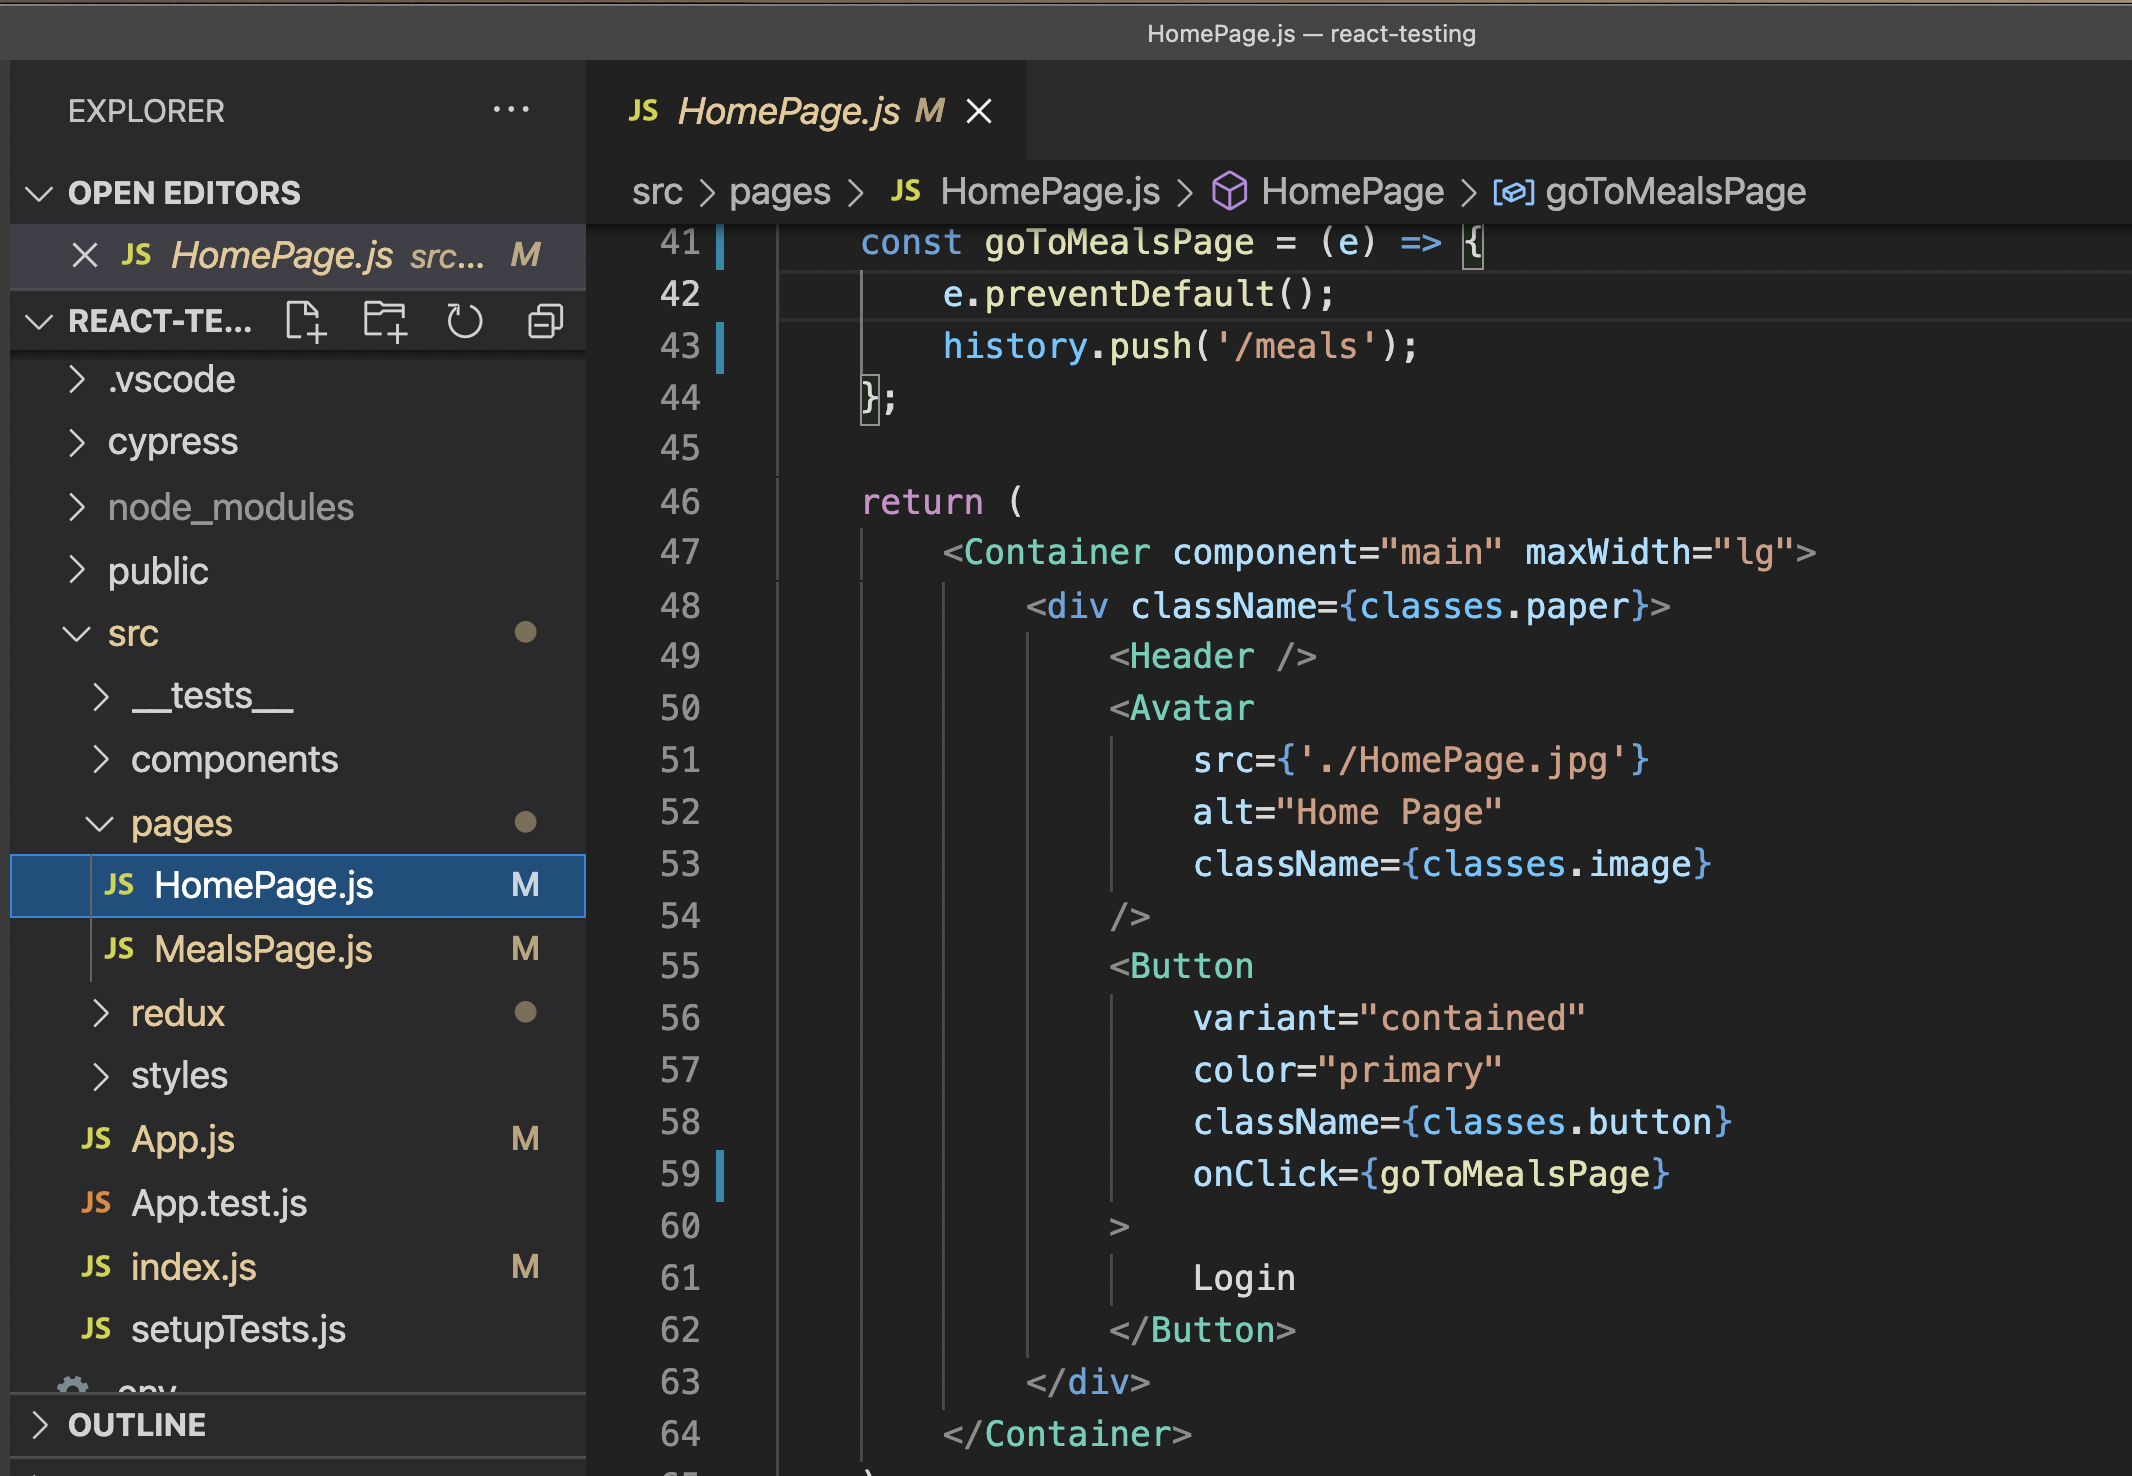 HomePage.js — react-testing
EXPLORER ...
OPEN EDITORS
JS HomePage.js src... M
REACT-TE...
.vscode
cypress
node_modules
public
src
__tests__
components
pages
JS HomePage.js M
JS MealsPage.js M
redux
styles
JS App.js M
JS App.test.js
JS index.js M
JS setupTests.js
OUTLINE
JS HomePage.js M
src > pages > JS HomePage.js > HomePage > goToMealsPage
41 const goToMealsPage = (e) => {
42 e.preventDefault();
43 history.push('/meals');
44 };
45
46 return (
47 <Container component="main" maxWidth="lg">
48 <div className={classes.paper}>
49 <Header />
50 <Avatar
51 src={'./HomePage.jpg'}
52 alt="Home Page"
53 className={classes.image}
54 />
55 <Button
56 variant="contained"
57 color="primary"
58 className={classes.button}
59 onClick={goToMealsPage}
60 >
61 Login
62 </Button>
63 </div>
64 </Container>